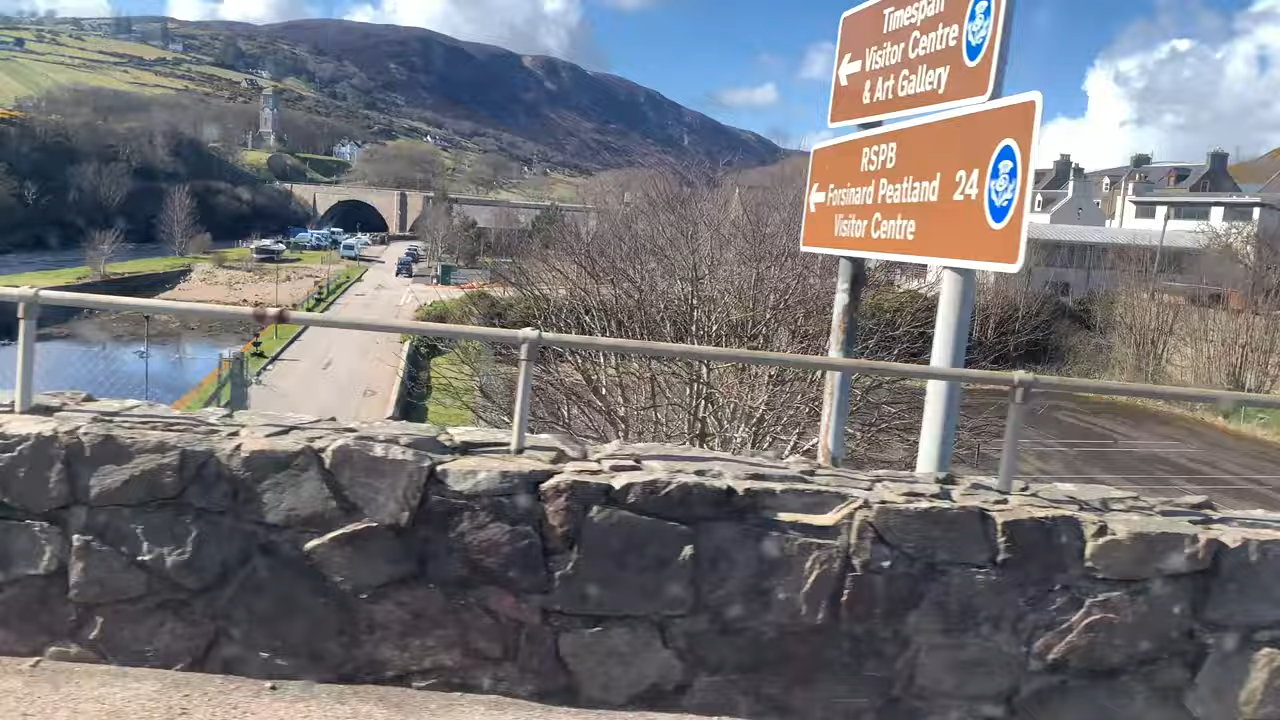 Timespan
Visitor Centre
& Art Gallery
RSPB
Forsinard Peatland 24
Visitor Centre